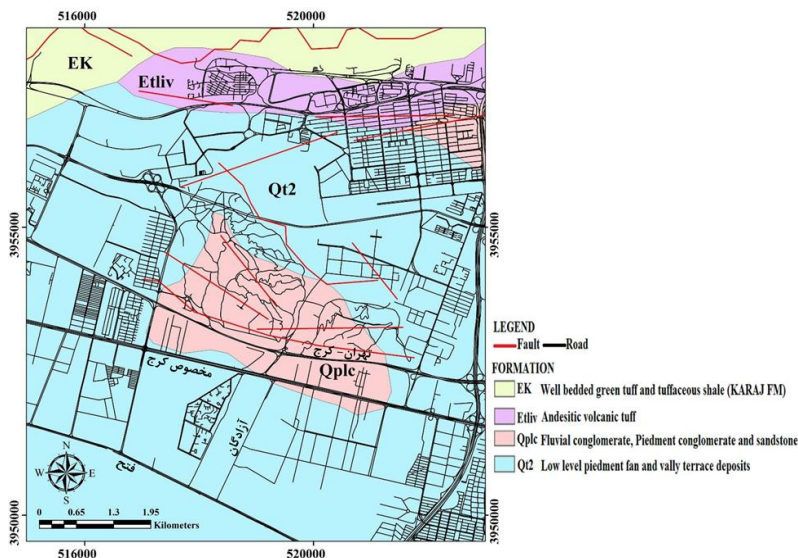 516000
520000
EK
Etliv
Qt2
3955000
3955000
تهران - کرج
Qplc
مخصوص کرج
آزادگان
فتح
N
W
E
S
0 0.65 1.3 1.95
Kilometers
3950000
3950000
516000
520000
LEGEND
Fault Road
FORMATION
EK Well bedded green tuff and tuffaceous shale (KARAJ FM)
Etliv Andesitic volcanic tuff
Qplc Fluvial conglomerate, Piedment conglomerate and sandstone
Qt2 Low level piedment fan and vally terrace deposits